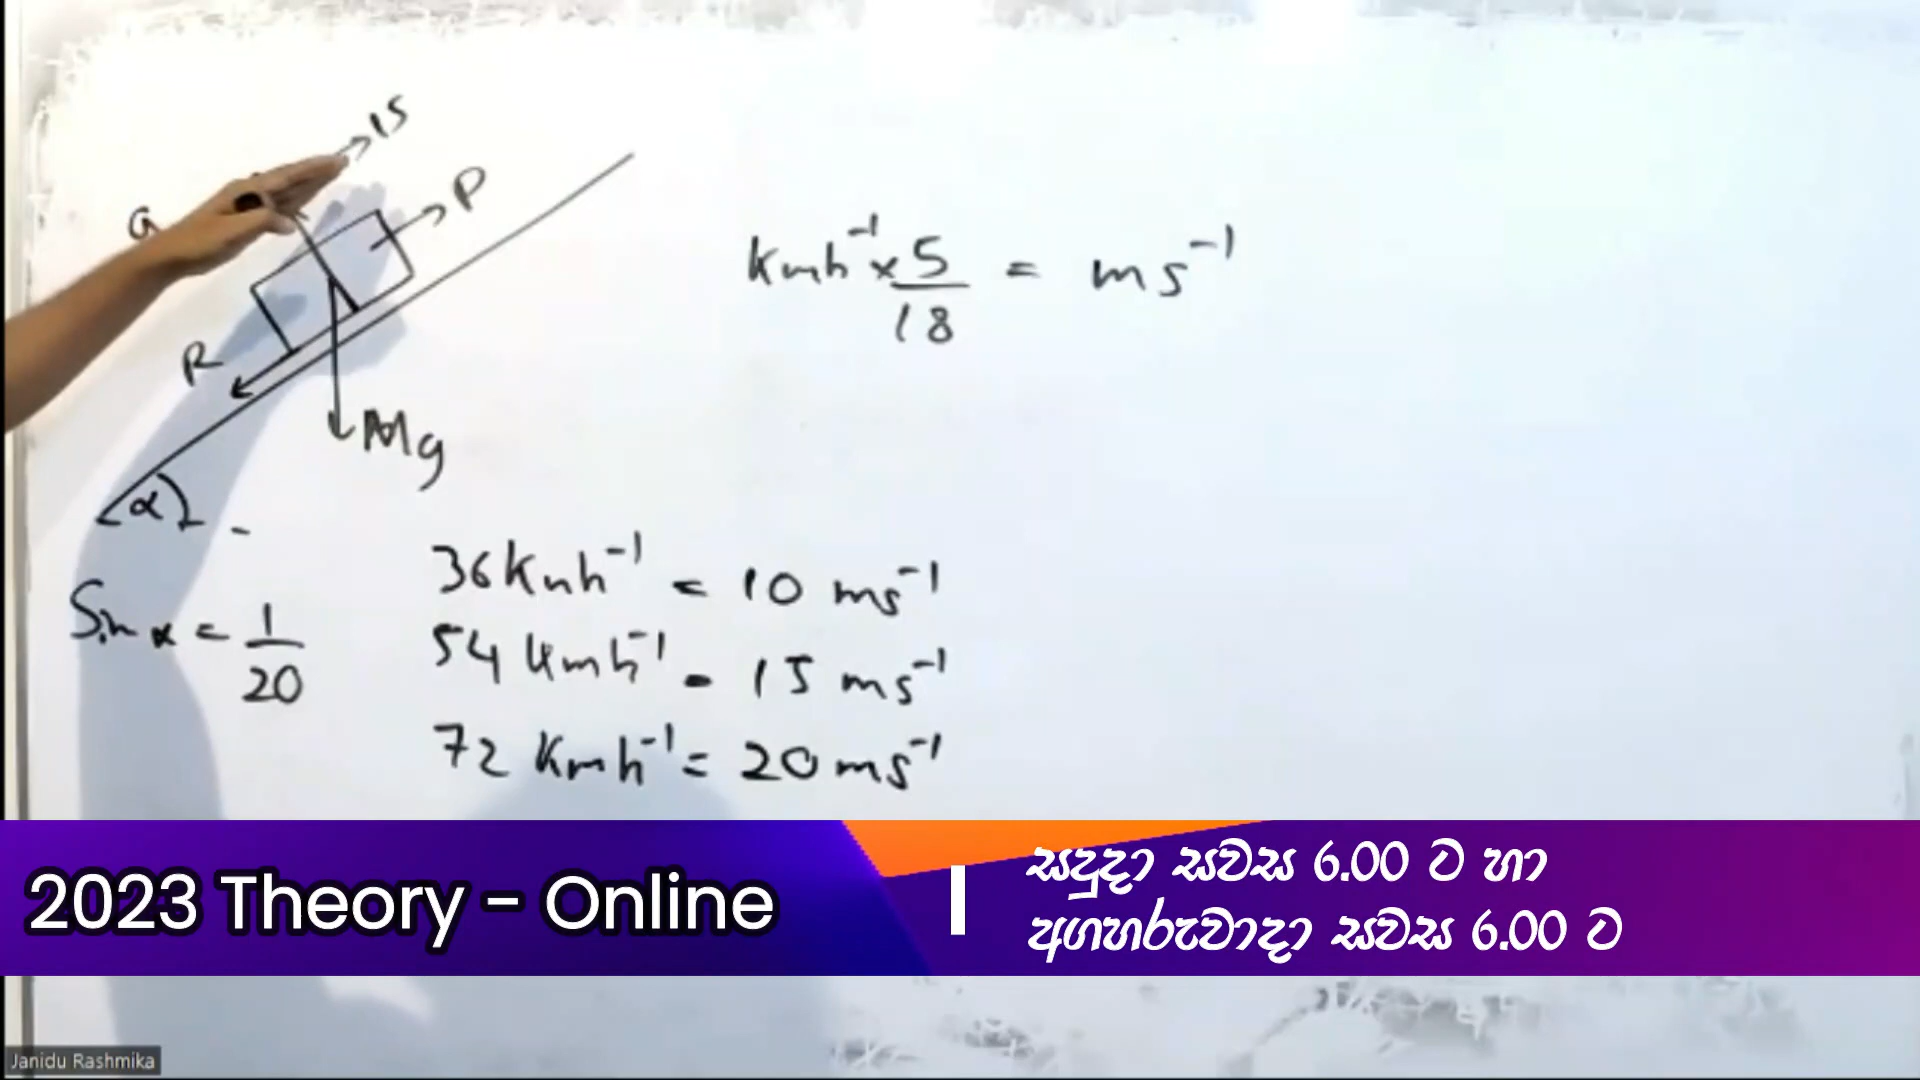 15
P
G
R
Mg
α
Sin α = 1/20
kmh⁻¹ × 5/18 = ms⁻¹
36 kmh⁻¹ = 10 ms⁻¹
54 kmh⁻¹ = 15 ms⁻¹
72 kmh⁻¹ = 20 ms⁻¹
2023 Theory - Online
සඳුදා සවස 6.00 ට හා
අඟහරුවාදා සවස 6.00 ට
Janidu Rashmika